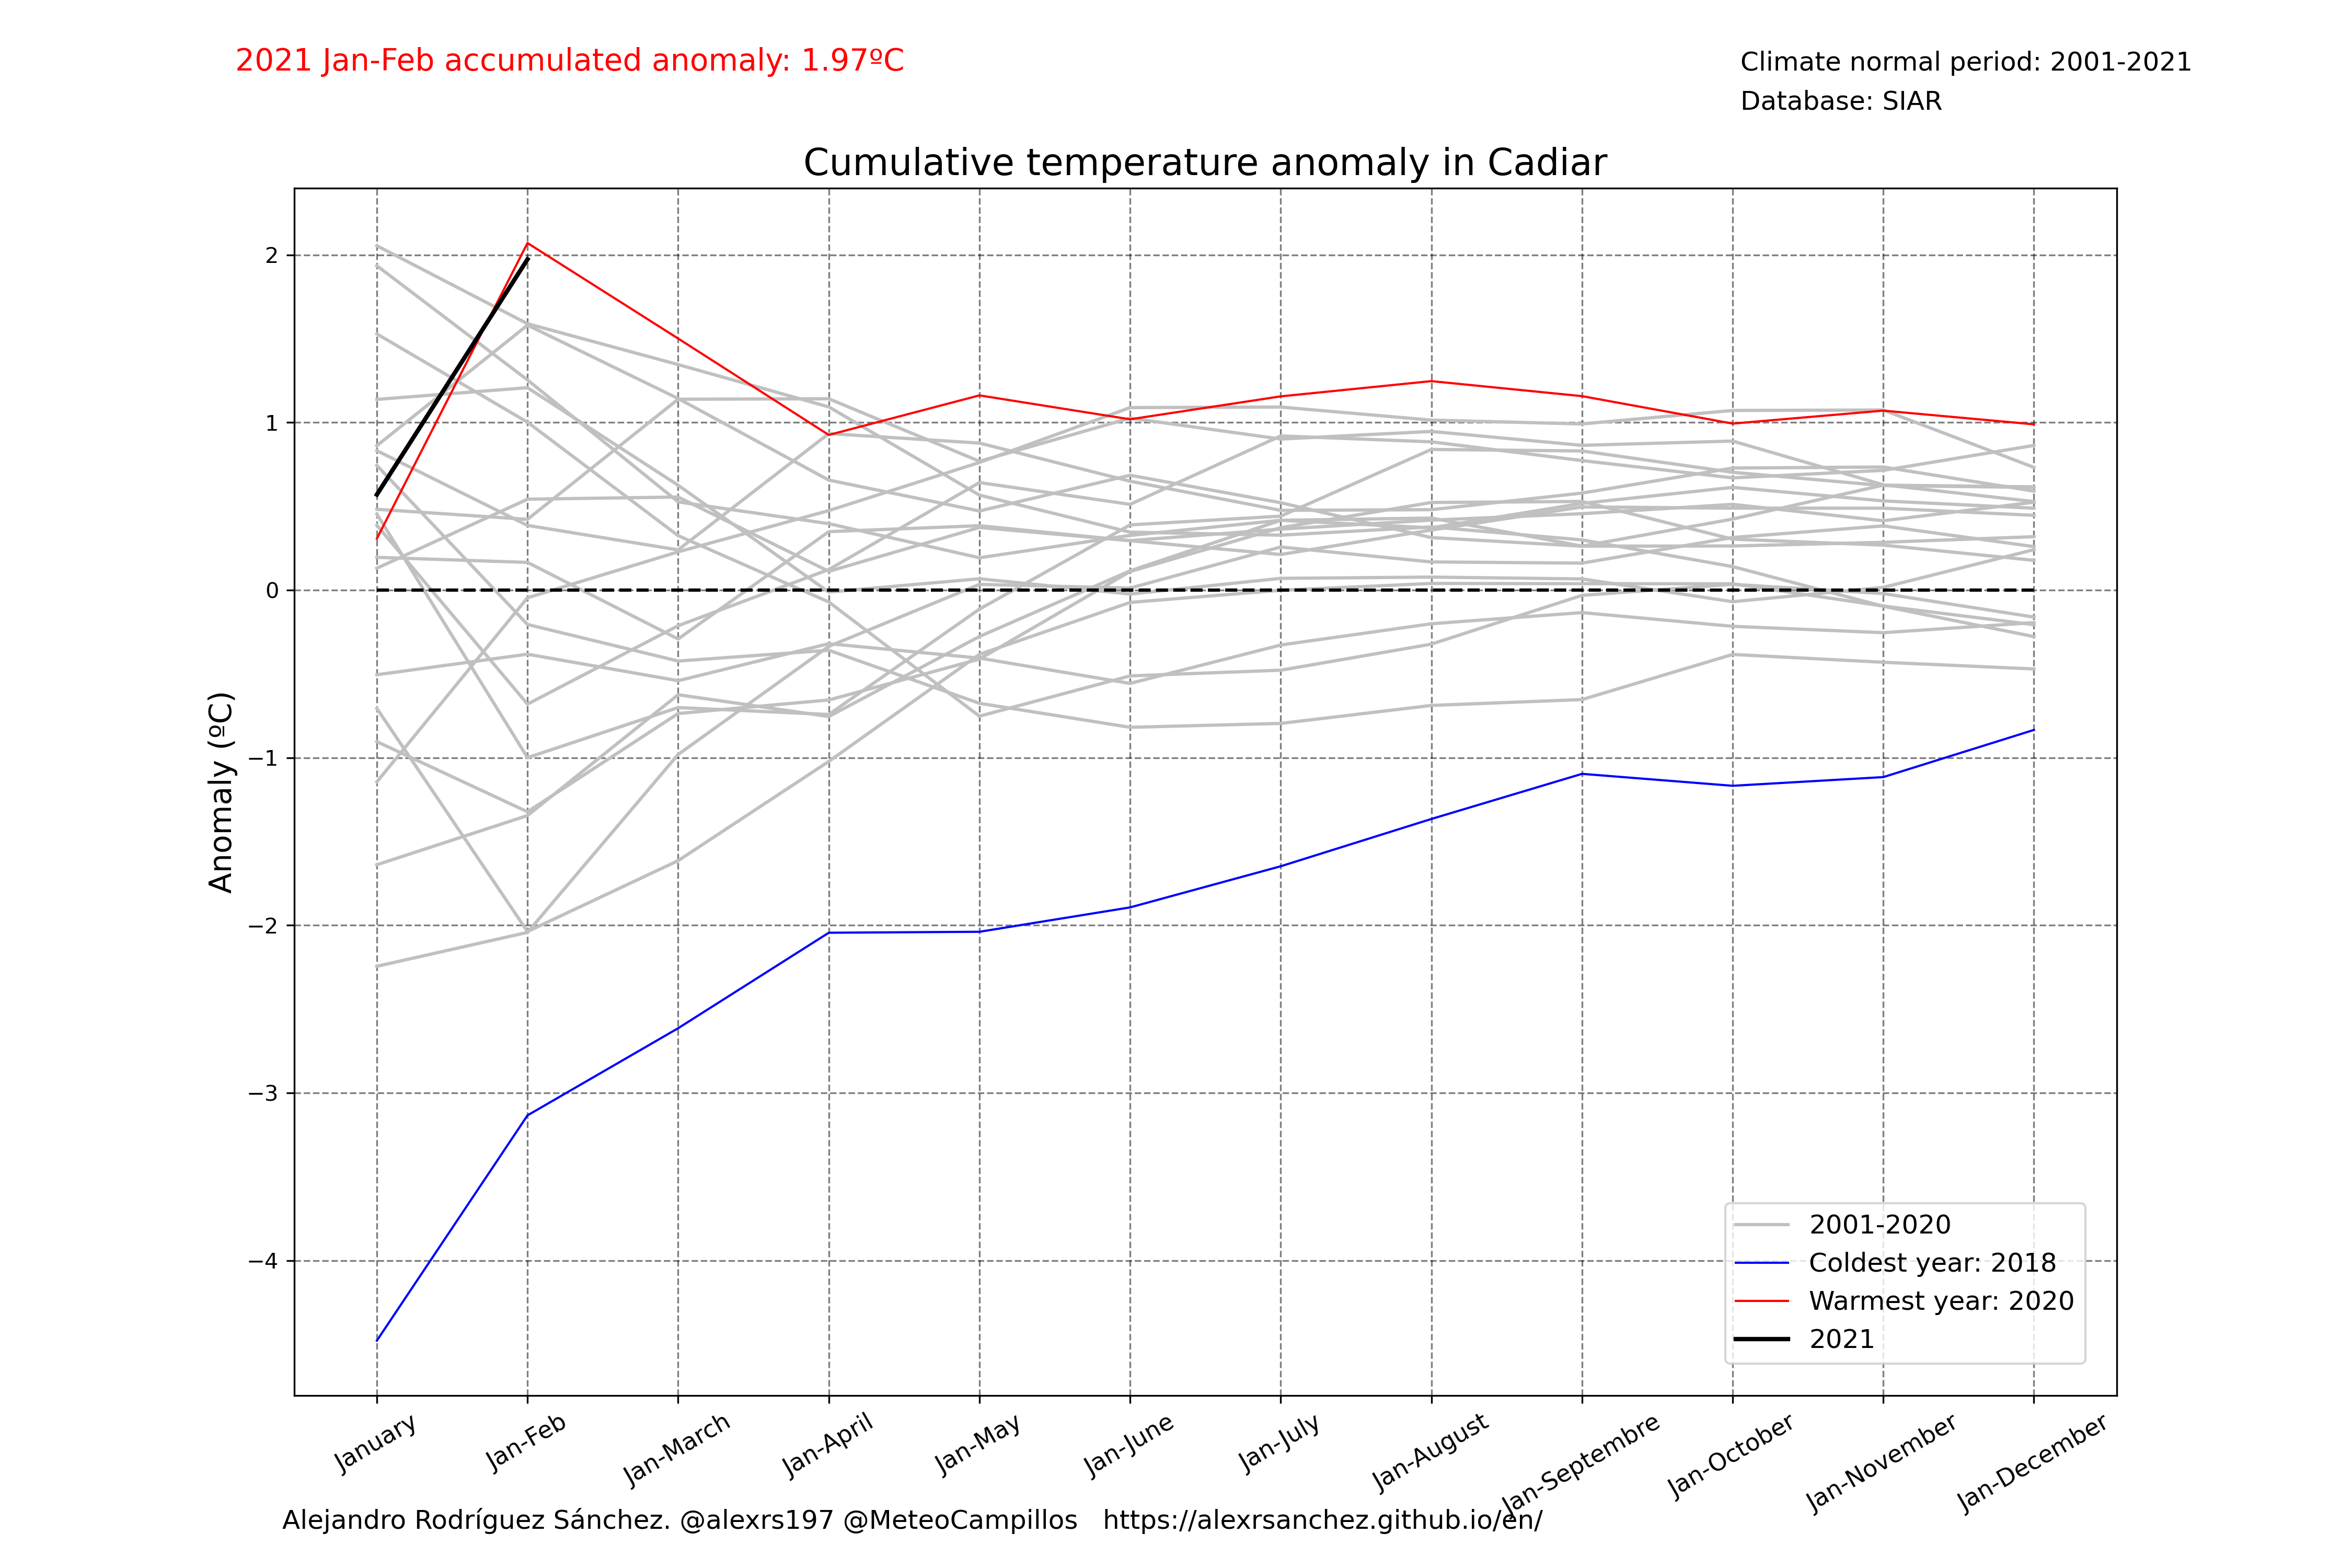 2021 Jan-Feb accumulated anomaly: 1.97ºC
Climate normal period: 2001-2021
Database: SIAR
Cumulative temperature anomaly in Cadiar
Anomaly (ºC)
2
1
0
−1
−2
−3
−4
2001-2020
Coldest year: 2018
Warmest year: 2020
2021
January
Jan-Feb
Jan-March
Jan-April
Jan-May
Jan-June
Jan-July
Jan-August
Jan-Septembre
Jan-October
Jan-November
Jan-December
Alejandro Rodríguez Sánchez. @alexrs197 @MeteoCampillos   https://alexrsanchez.github.io/en/